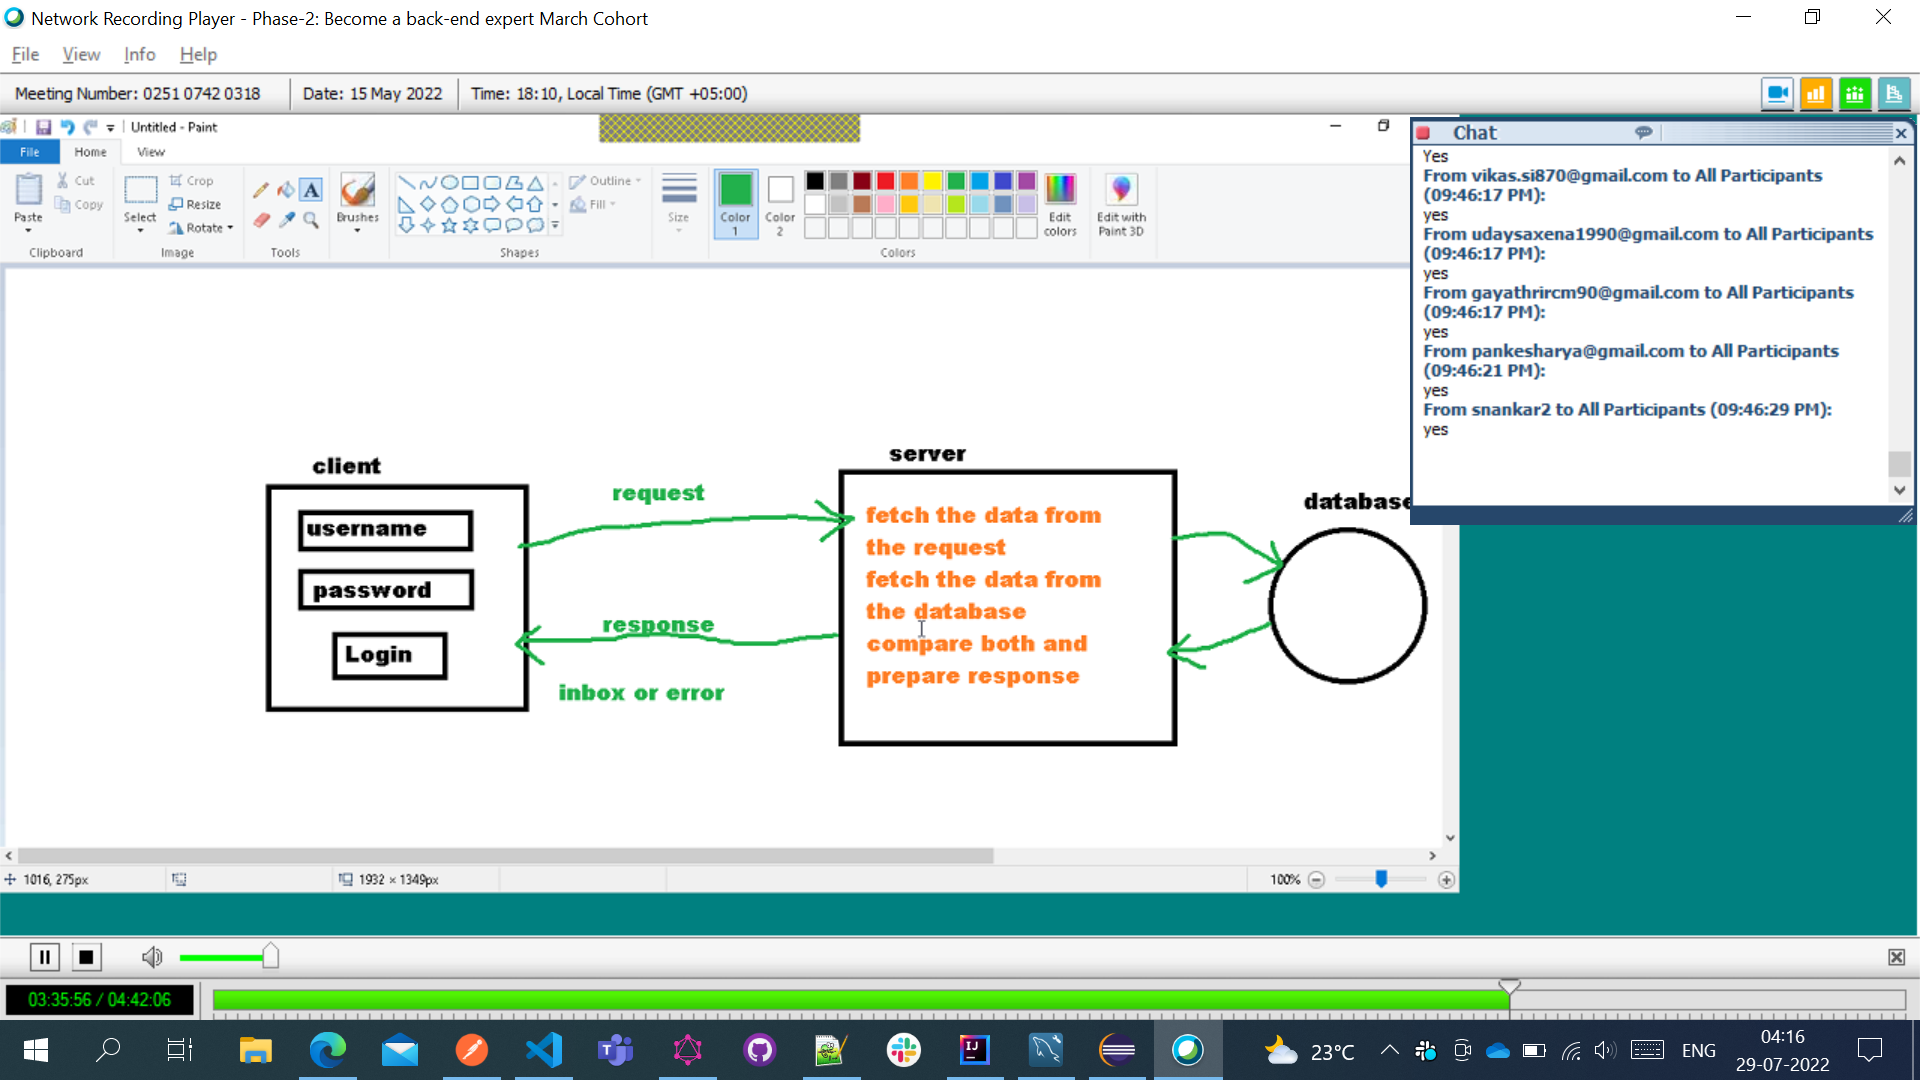 Network Recording Player - Phase-2: Become a back-end expert March Cohort
File View Info Help
Meeting Number: 0251 0742 0318 Date: 15 May 2022 Time: 18:10, Local Time (GMT +05:00)
Untitled - Paint
File Home View
Paste
Cut
Copy
Clipboard
Select
Crop
Resize
Rotate
Image
A
Tools
Brushes
Outline
Fill
Shapes
Size
Color
1
Color
2
Edit
colors
Colors
Edit with
Paint 3D
Chat
Yes
From vikas.si870@gmail.com to All Participants
(09:46:17 PM):
yes
From udaysaxena1990@gmail.com to All Participants
(09:46:17 PM):
yes
From gayathrircm90@gmail.com to All Participants
(09:46:17 PM):
yes
From pankesharya@gmail.com to All Participants
(09:46:21 PM):
yes
From snankar2 to All Participants (09:46:29 PM):
yes
client
username
password
Login
request
response
inbox or error
server
fetch the data from
the request
fetch the data from
the database
compare both and
prepare response
database
1016, 275px
1932 × 1349px
100%
03:35:56 / 04:42:06
IJ
23°C
ENG
04:16
29-07-2022